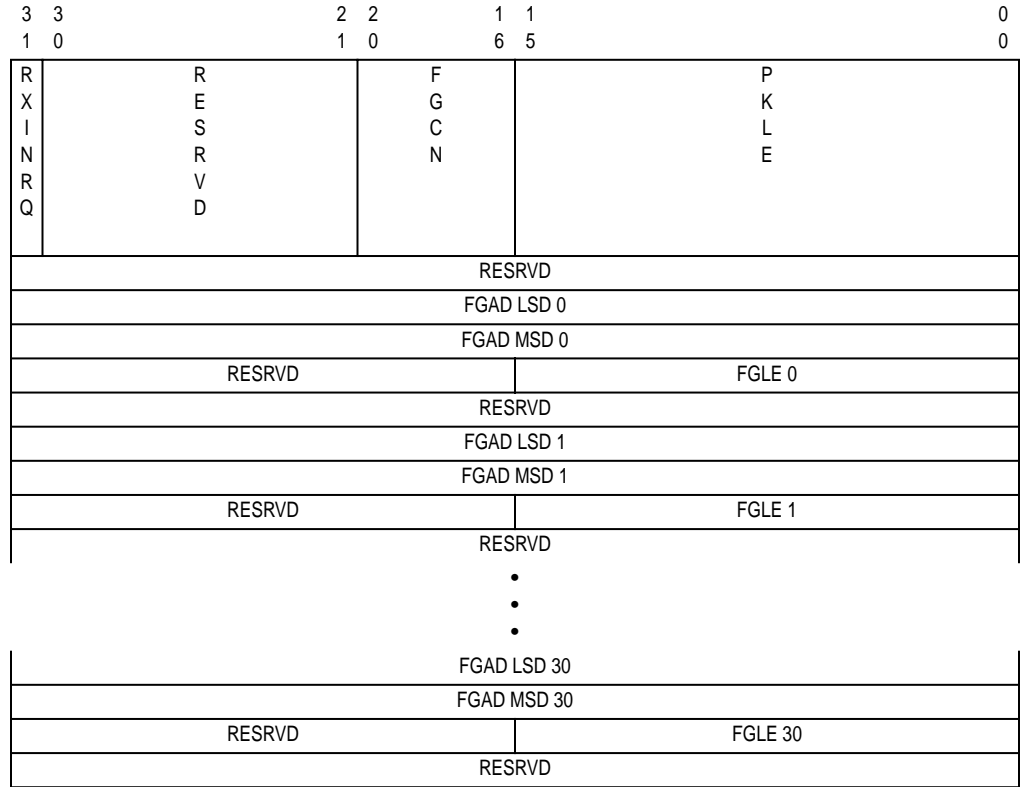 3 3 2 2 1 1 0
1 0 1 0 6 5 0
R R F P
X E G K
I S C L
N R N E
R V
Q D
RESRVD
FGAD LSD 0
FGAD MSD 0
RESRVD FGLE 0
RESRVD
FGAD LSD 1
FGAD MSD 1
RESRVD FGLE 1
RESRVD
•
•
•
FGAD LSD 30
FGAD MSD 30
RESRVD FGLE 30
RESRVD